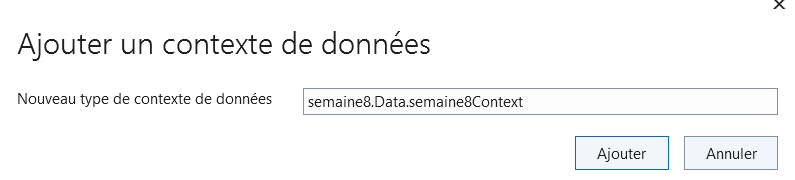 Ajouter un contexte de données
Nouveau type de contexte de données
semaine8.Data.semaine8Context
Ajouter
Annuler